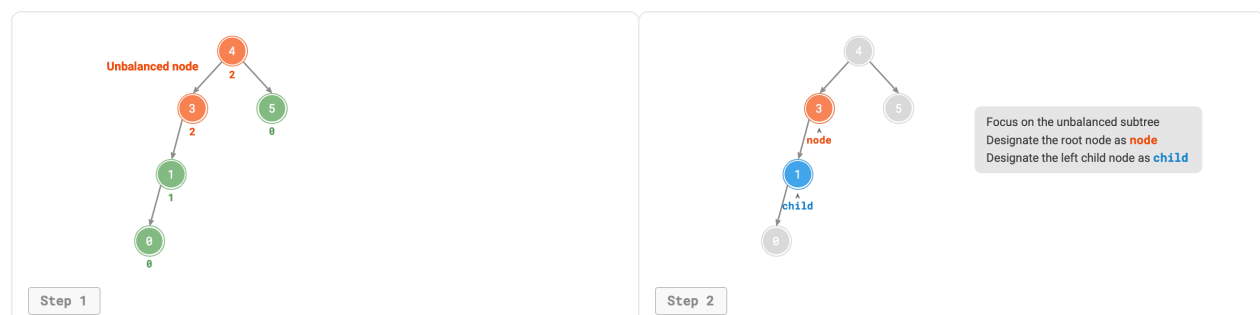 4
Unbalanced node
2
3
5
2
0
1
1
0
0
Step 1
4
3
5
node
1
child
0
Focus on the unbalanced subtree
Designate the root node as node
Designate the left child node as child
Step 2